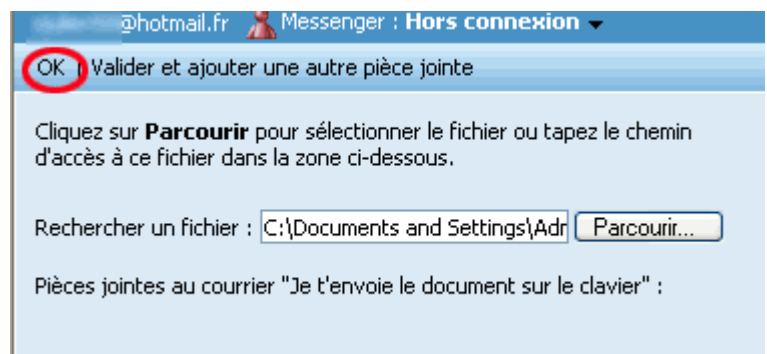 @hotmail.fr Messenger : Hors connexion
OK | Valider et ajouter une autre pièce jointe
Cliquez sur Parcourir pour sélectionner le fichier ou tapez le chemin
d'accès à ce fichier dans la zone ci-dessous.
Rechercher un fichier : C:\Documents and Settings\Adr Parcourir...
Pièces jointes au courrier "Je t'envoie le document sur le clavier" :